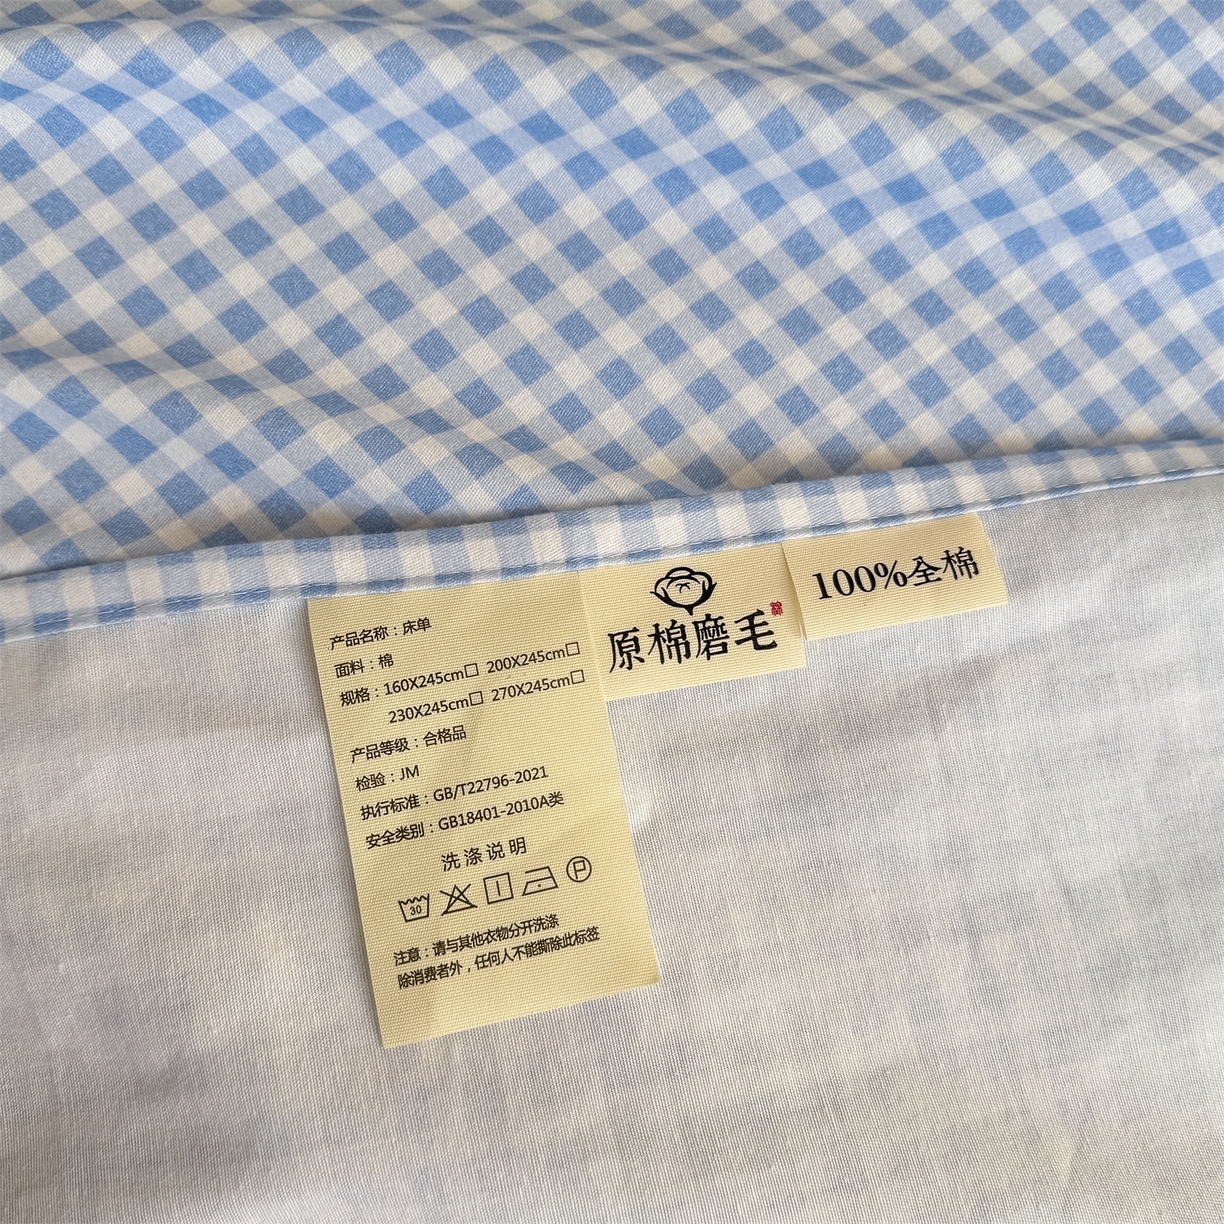 产品名称：床单
面料：棉
规格：160X245cm□ 200X245cm□
230X245cm□ 270X245cm□
产品等级：合格品
检验：JM
执行标准：GB/T22796-2021
安全类别：GB18401-2010A类
洗涤说明
30
P
注意：请与其他衣物分开洗涤
除消费者外，任何人不能撕除此标签
原棉磨毛
100%全棉